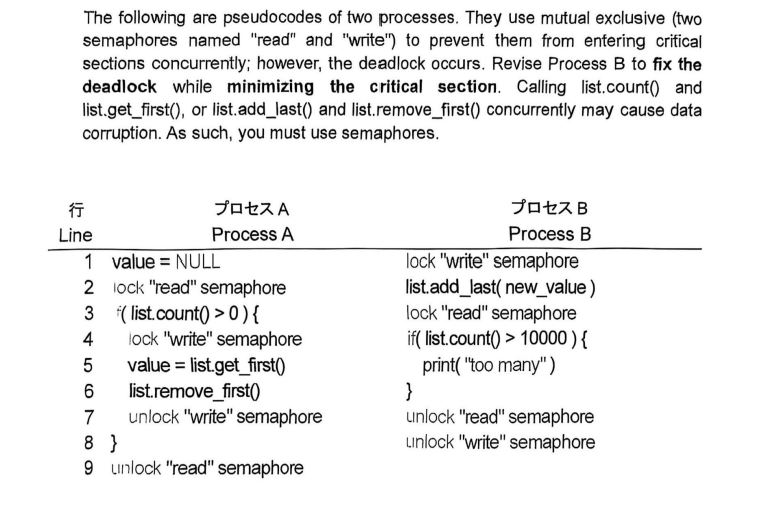 The following are pseudocodes of two processes. They use mutual exclusive (two
semaphores named "read" and "write") to prevent them from entering critical
sections concurrently; however, the deadlock occurs. Revise Process B to fix the
deadlock while minimizing the critical section. Calling list.count() and
list.get_first(), or list.add_last() and list.remove_first() concurrently may cause data
corruption. As such, you must use semaphores.
行 プロセス A プロセス B
Line Process A Process B
1 value = NULL lock "write" semaphore
2 lock "read" semaphore list.add_last( new_value )
3 if( list.count() > 0 ) { lock "read" semaphore
4 lock "write" semaphore if( list.count() > 10000 ) {
5 value = list.get_first() print( "too many" )
6 list.remove_first() }
7 unlock "write" semaphore unlock "read" semaphore
8 } unlock "write" semaphore
9 unlock "read" semaphore